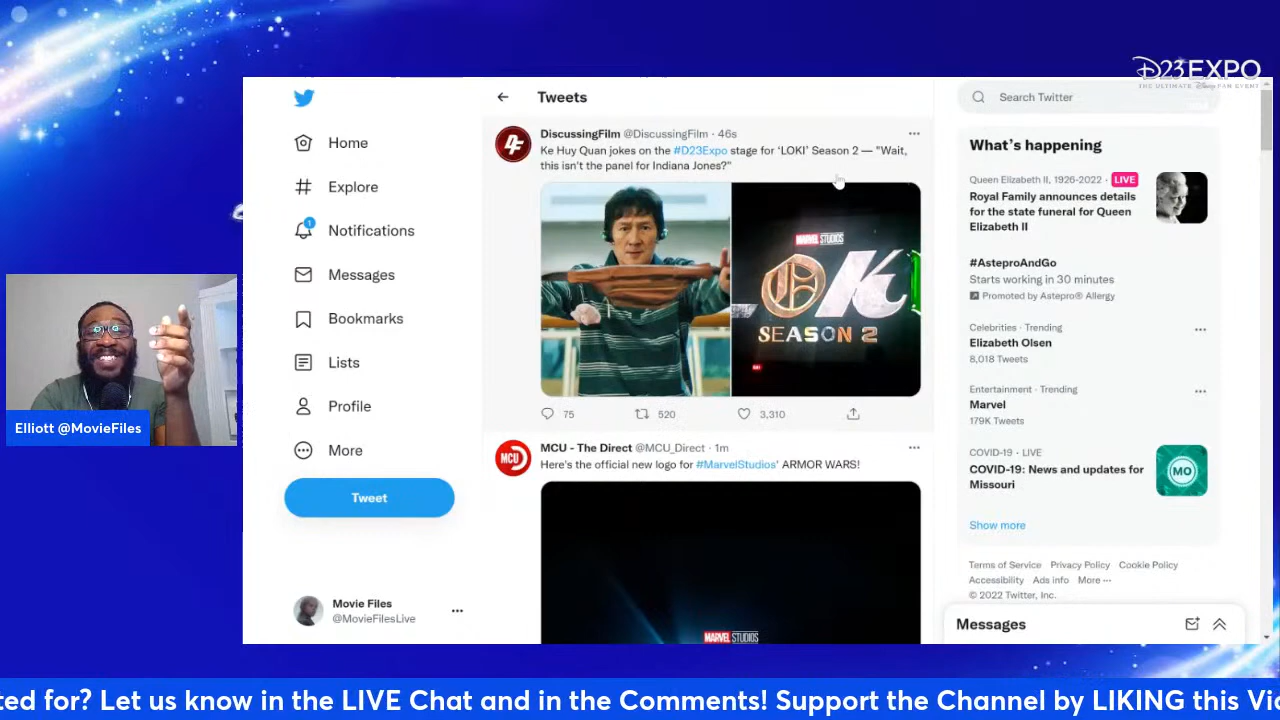 D23 EXPO
THE ULTIMATE Disney FAN EVENT
Home
Explore
1
Notifications
Messages
Bookmarks
Lists
Profile
More
Tweet
Movie Files
@MovieFilesLive
Tweets
DiscussingFilm @DiscussingFilm · 46s
Ke Huy Quan jokes on the #D23Expo stage for ‘LOKI’ Season 2 — "Wait,
this isn't the panel for Indiana Jones?"
MARVEL STUDIOS
OK
SEASON 2
75
520
3,310
MCU
MCU - The Direct @MCU_Direct · 1m
Here's the official new logo for #MarvelStudios' ARMOR WARS!
MARVEL STUDIOS
Search Twitter
What’s happening
Queen Elizabeth II, 1926-2022 · LIVE
Royal Family announces details
for the state funeral for Queen
Elizabeth II
#AsteproAndGo
Starts working in 30 minutes
Promoted by Astepro® Allergy
Celebrities · Trending
Elizabeth Olsen
8,018 Tweets
Entertainment · Trending
Marvel
179K Tweets
COVID-19 · LIVE
COVID-19: News and updates for
Missouri
MO
Show more
Terms of Service Privacy Policy Cookie Policy
Accessibility Ads info More ···
© 2022 Twitter, Inc.
Messages
Elliott @MovieFiles
ted for? Let us know in the LIVE Chat and in the Comments! Support the Channel by LIKING this Vi